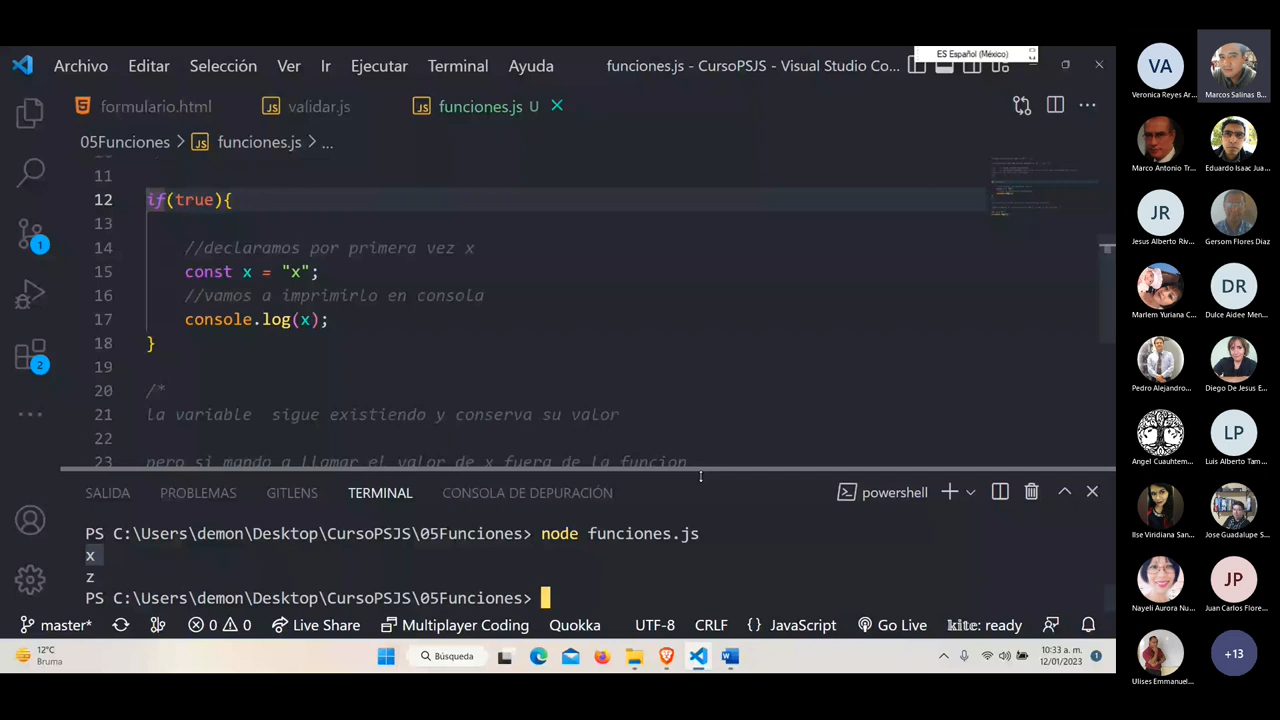 ES Español (México)
Archivo Editar Selección Ver Ir Ejecutar Terminal Ayuda funciones.js - CursoPSJS - Visual Studio Co...
formulario.html JS validar.js JS funciones.js U
05Funciones > JS funciones.js > ...
11
12 if(true){
13
14 //declaramos por primera vez x
15 const x = "x";
16 //vamos a imprimirlo en consola
17 console.log(x);
18 }
19
20 /*
21 la variable  sigue existiendo y conserva su valor
22
23 pero si mando a llamar el valor de x fuera de la funcion
1
2
SALIDA PROBLEMAS GITLENS TERMINAL CONSOLA DE DEPURACIÓN powershell
PS C:\Users\demon\Desktop\CursoPSJS\05Funciones> node funciones.js
x
z
PS C:\Users\demon\Desktop\CursoPSJS\05Funciones>
master* 0 0 Live Share Multiplayer Coding Quokka UTF-8 CRLF {} JavaScript Go Live kite: ready
12°C
Bruma
Búsqueda
10:33 a. m.
12/01/2023
1
VA
Veronica Reyes Ar...
Marcos Salinas B...
Marco Antonio Tr...
Eduardo Isaac Jua...
JR
Jesus Alberto Riv...
Gersom Flores Diaz
Marlem Yuriana C...
DR
Dulce Aidee Men...
Pedro Alejandro...
Diego De Jesus E...
Angel Cuauhtem...
LP
Luis Alberto Tam...
Ilse Viridiana San...
Jose Guadalupe S...
Nayeli Aurora Nu...
JP
Juan Carlos Flore...
Ulises Emmanuel...
+13